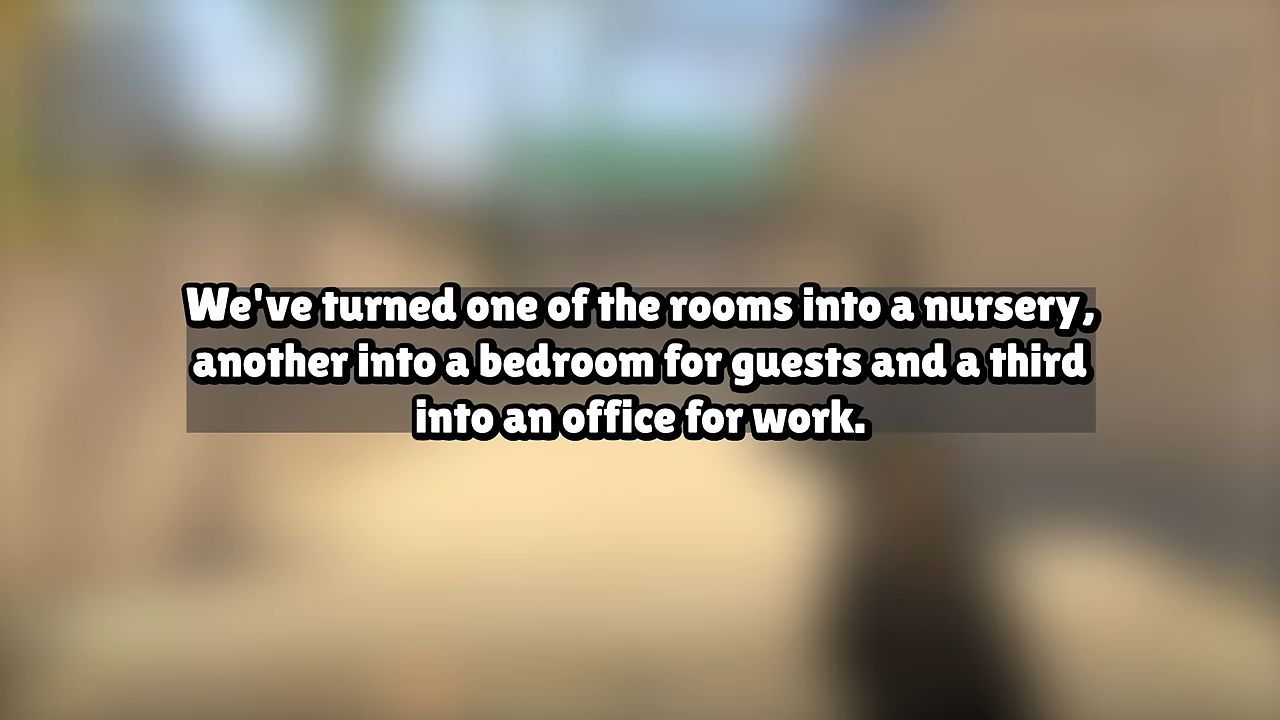 We've turned one of the rooms into a nursery,
another into a bedroom for guests and a third
into an office for work.